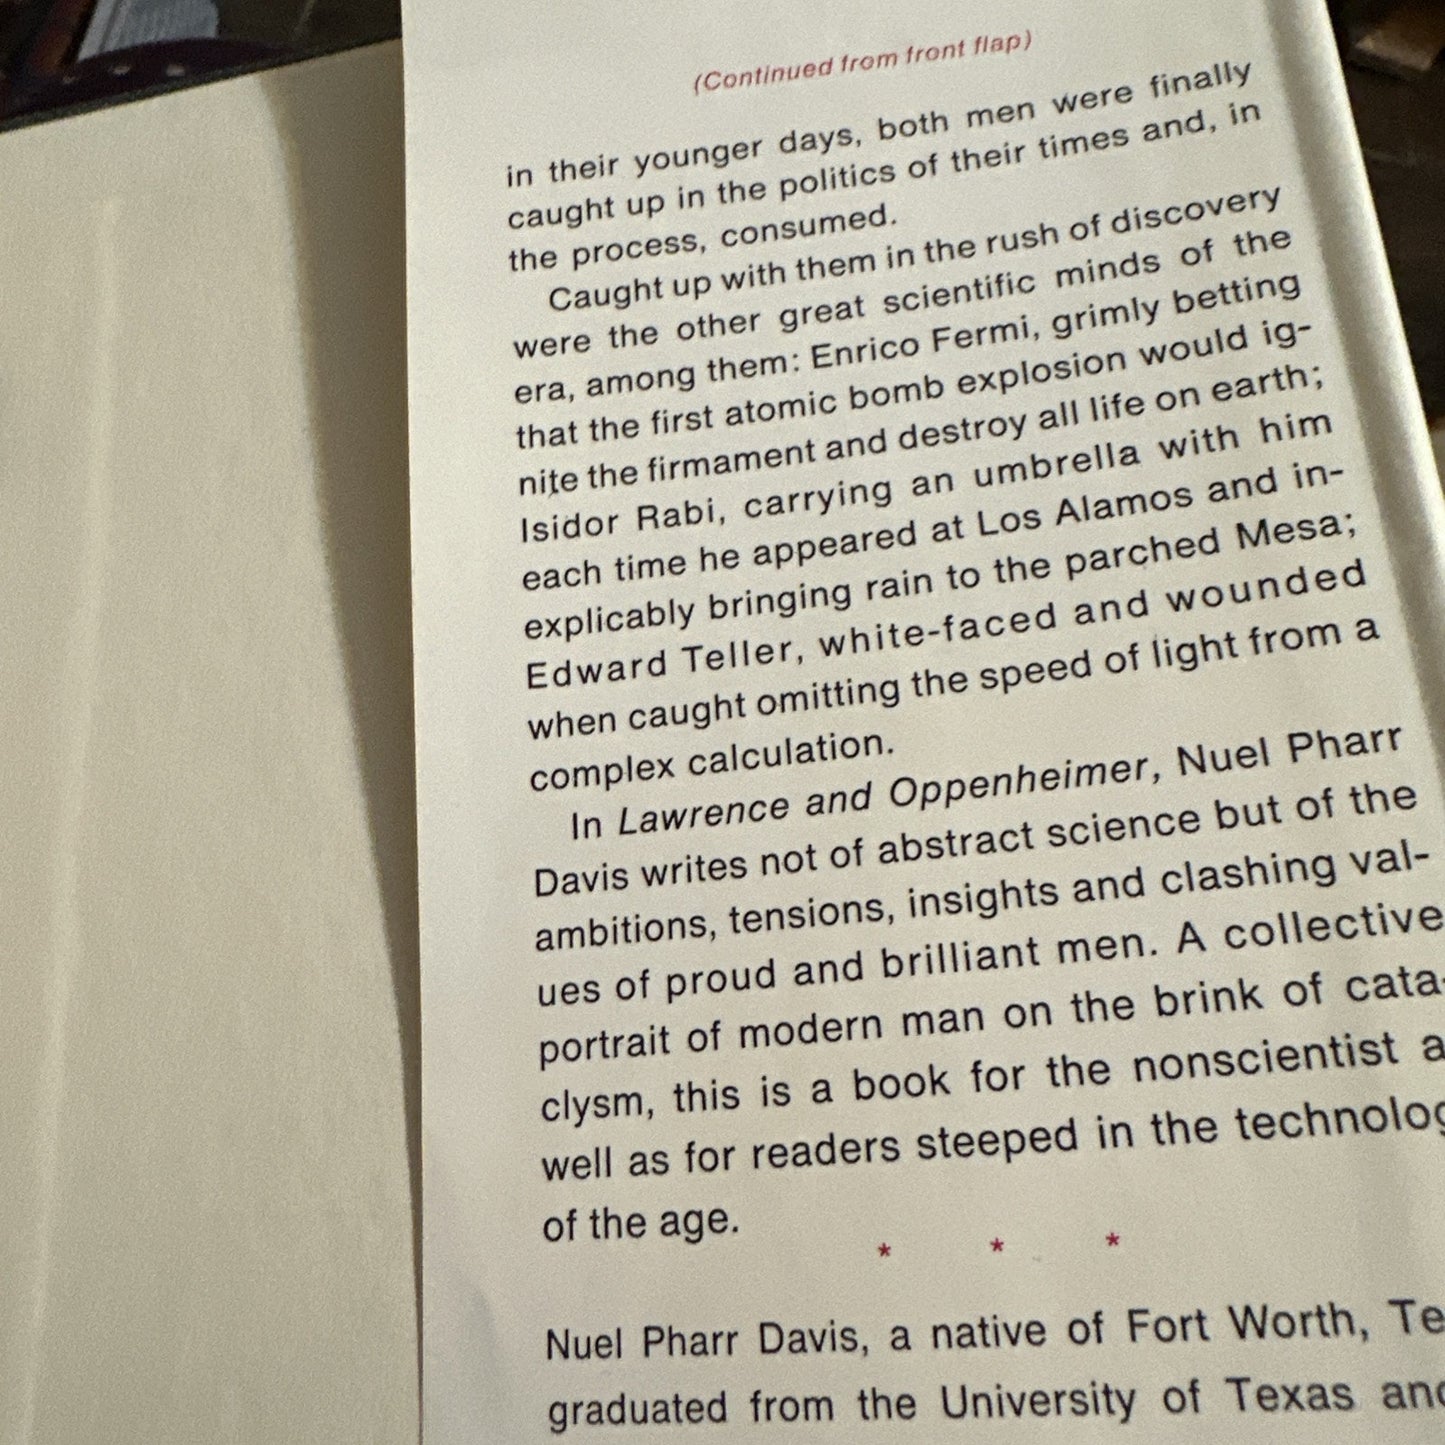 (Continued from front flap)
in their younger days, both men were finally
caught up in the politics of their times and, in
the process, consumed.
Caught up with them in the rush of discovery
were the other great scientific minds of the
era, among them: Enrico Fermi, grimly betting
that the first atomic bomb explosion would ig-
nite the firmament and destroy all life on earth;
Isidor Rabi, carrying an umbrella with him
each time he appeared at Los Alamos and in-
explicably bringing rain to the parched Mesa;
Edward Teller, white-faced and wounded
when caught omitting the speed of light from a
complex calculation.
In Lawrence and Oppenheimer, Nuel Pharr
Davis writes not of abstract science but of the
ambitions, tensions, insights and clashing val-
ues of proud and brilliant men. A collective
portrait of modern man on the brink of cata-
clysm, this is a book for the nonscientist
well as for readers steeped in the
of the age.
* * *
Nuel Pharr Davis, a native of Fort Worth,
graduated from the University of Texas